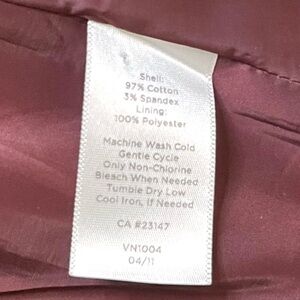 Shell:
97% Cotton
3% Spandex
Lining:
100% Polyester
Machine Wash Cold
Gentle Cycle
Only Non-Chlorine
Bleach When Needed
Tumble Dry Low
Cool Iron, If Needed
CA #23147
VN1004
04/11